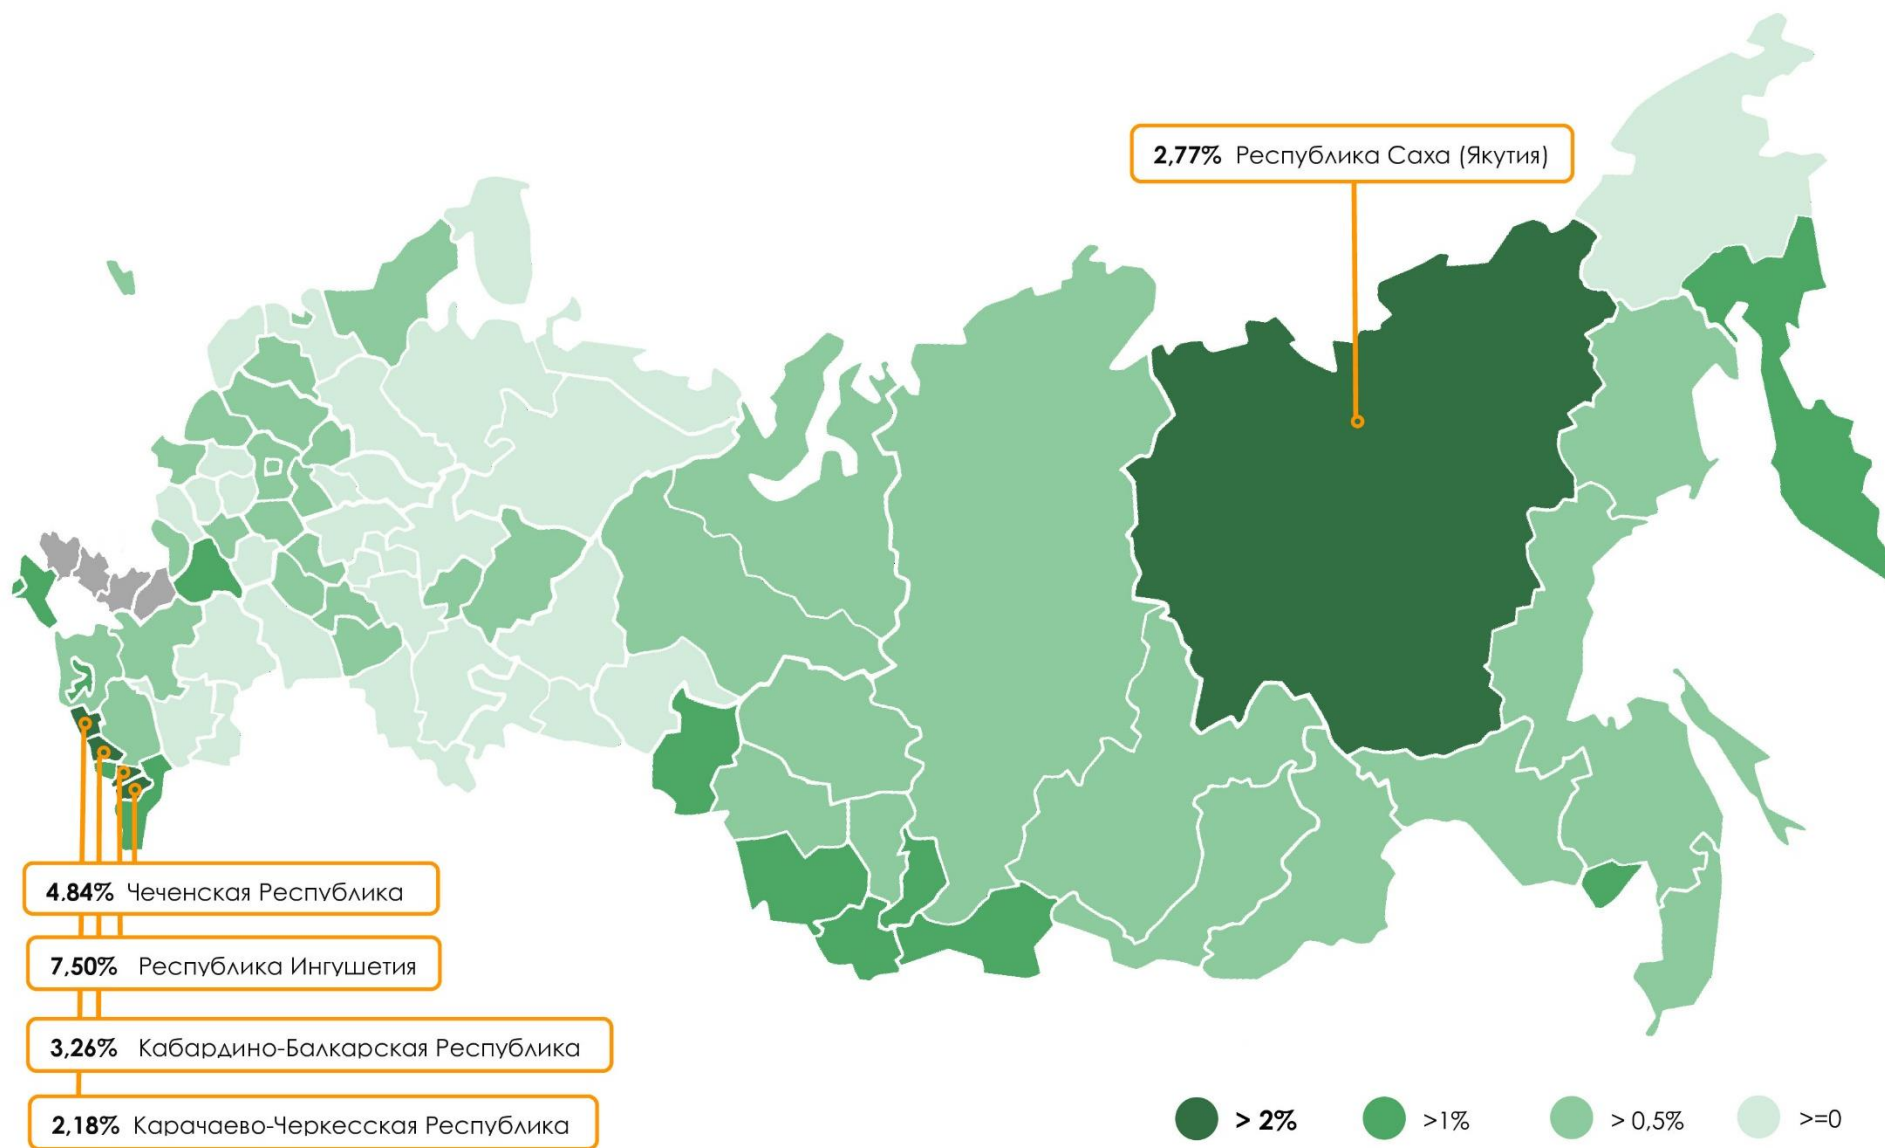 2,77% Республика Саха (Якутия)
4.84% Чеченская Республика
7,50% Республика Ингушетия
3,26% Кабардино-Балкарская Республика
2,18% Карачаево-Черкесская Республика
> 2% >1% > 0,5% >=0